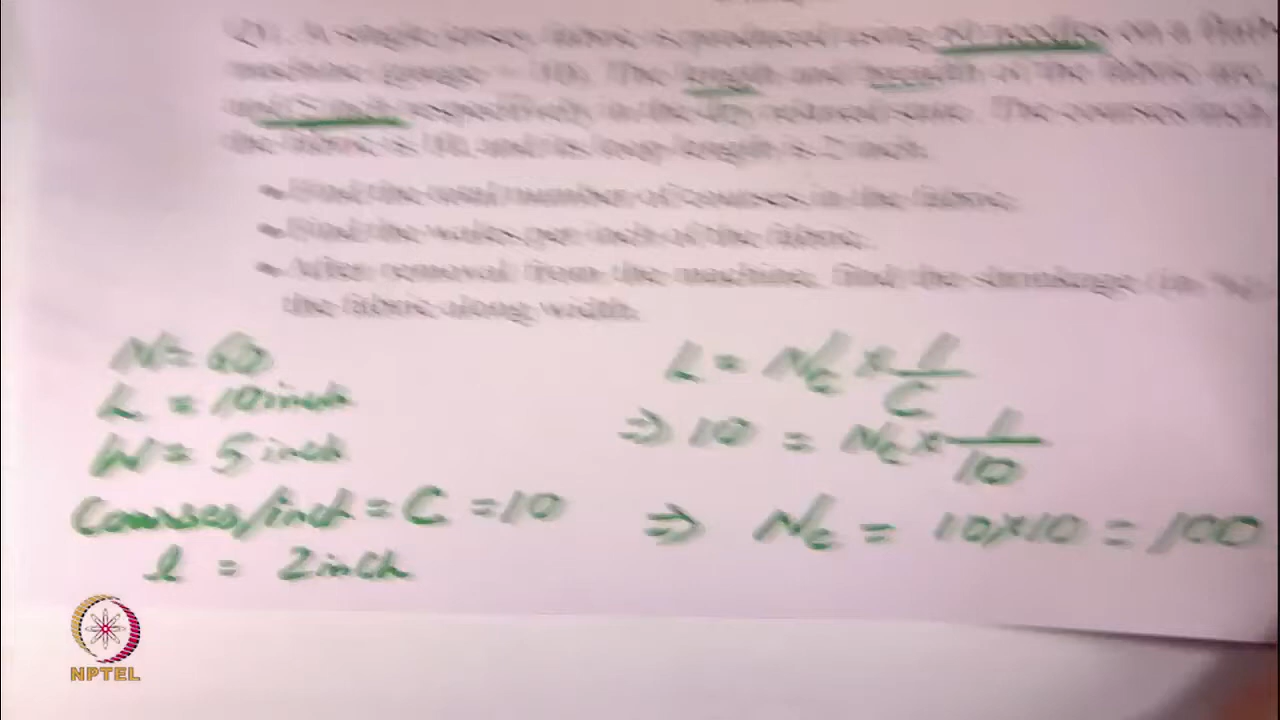 Q1. A single jersey fabric is produced using 60 needles on a flat
machine gauge = 10. The length and breadth of the fabric are
and 5 inch respectively in the dry relaxed state. The courses/inch
the fabric is 10, and its loop length is 2 inch.
Find the total number of courses in the fabric.
Find the wales per inch of the fabric.
After removal from the machine, find the shrinkage (in %)
the fabric along width.
N = 60
L = 10 inch
W = 5 inch
Courses/inch = C = 10
l = 2 inch
L = Nc × 1/C
⇒ 10 = Nc × 1/10
⇒ Nc = 10×10 = 100
NPTEL